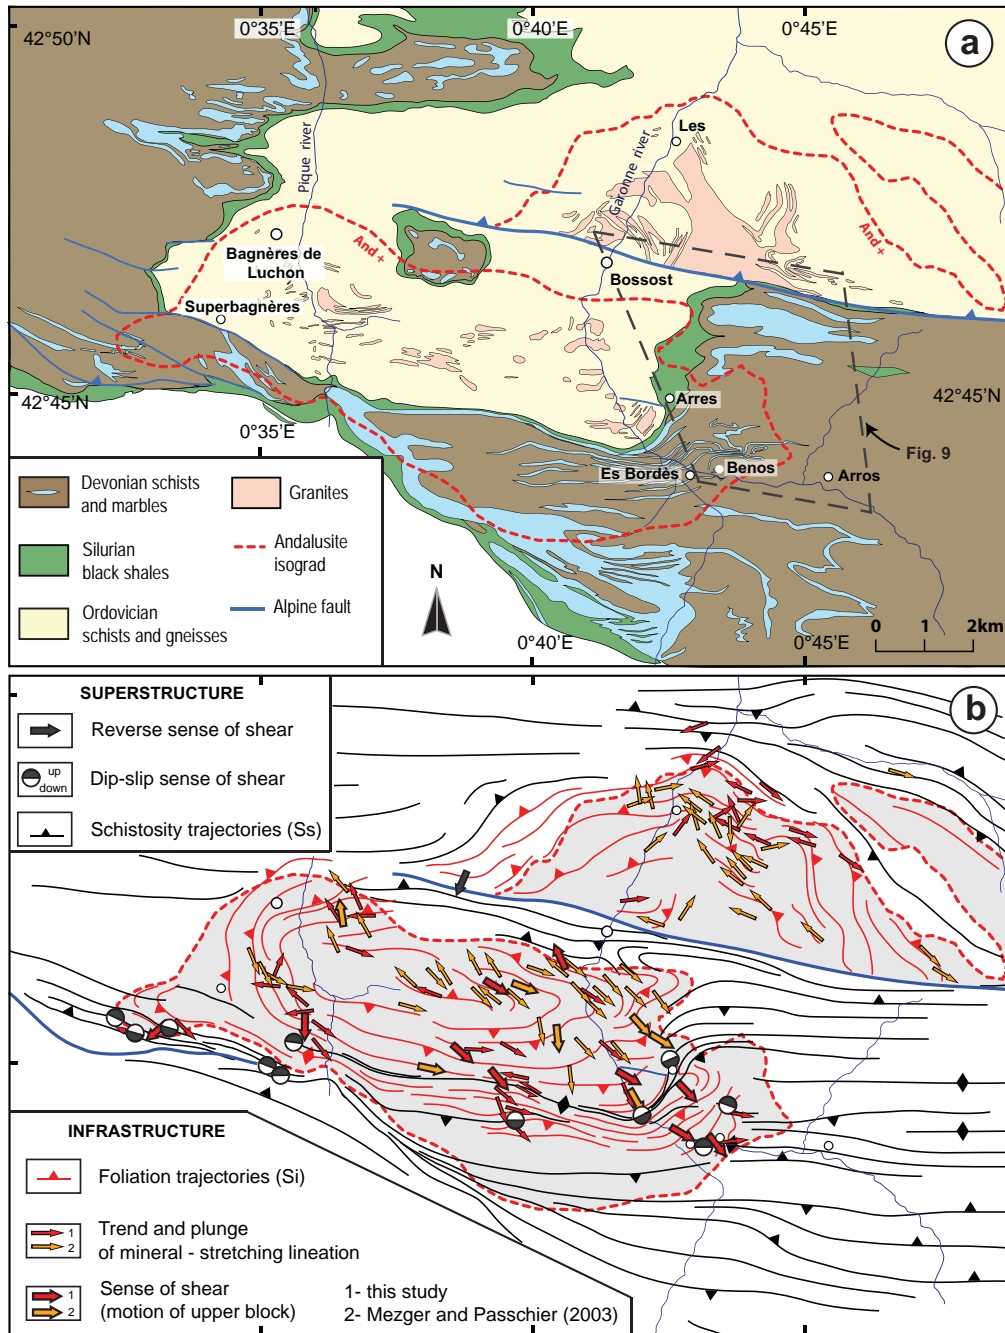 a
42°50'N
0°35'E
0°40'E
0°45'E
Pique river
Garonne river
Les
And+
And+
Bagnères de
Luchon
Bossost
Superbagnères
42°45'N
42°45'N
Arres
0°35'E
Fig. 9
Es Bordès
Benos
Arros
Devonian schists
and marbles
Granites
Silurian
black shales
Andalusite
isograd
Ordovician
schists and gneisses
Alpine fault
N
0°40'E
0°45'E
0 1 2km
b
SUPERSTRUCTURE
Reverse sense of shear
up
down
Dip-slip sense of shear
Schistosity trajectories (Ss)
INFRASTRUCTURE
Foliation trajectories (Si)
1
2
Trend and plunge
of mineral - stretching lineation
1
2
Sense of shear
(motion of upper block)
1- this study
2- Mezger and Passchier (2003)